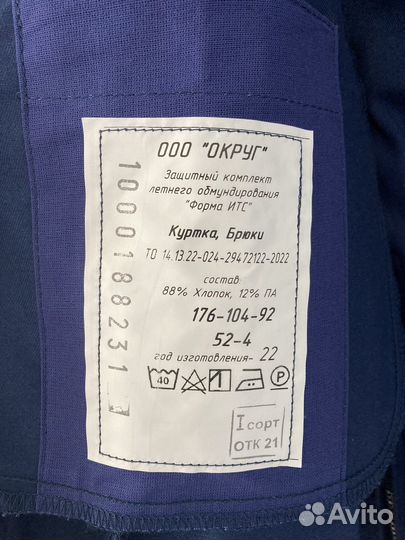 ООО "ОКРУГ"
Защитный комплект
летнего обмундирования
"Форма ИТС"
Куртка, Брюки
ТО 14.13.22-024-29472122-2022
состав
88% Хлопок, 12% ПА
176-104-92
52-4
год изготовления- 22
40
P
I сорт
ОТК 21
1000188231
Avito